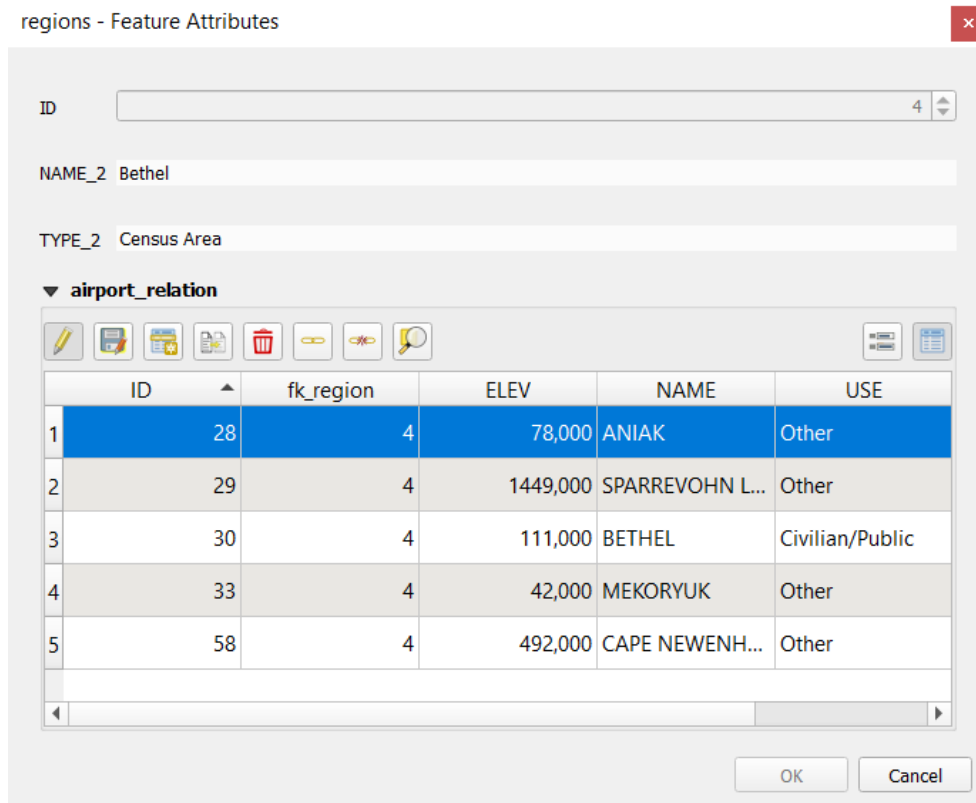 regions - Feature Attributes
ID 4
NAME_2 Bethel
TYPE_2 Census Area
airport_relation
ID fk_region ELEV NAME USE
1 28 4 78,000 ANIAK Other
2 29 4 1449,000 SPARREVOHN L... Other
3 30 4 111,000 BETHEL Civilian/Public
4 33 4 42,000 MEKORYUK Other
5 58 4 492,000 CAPE NEWENH... Other
OK Cancel